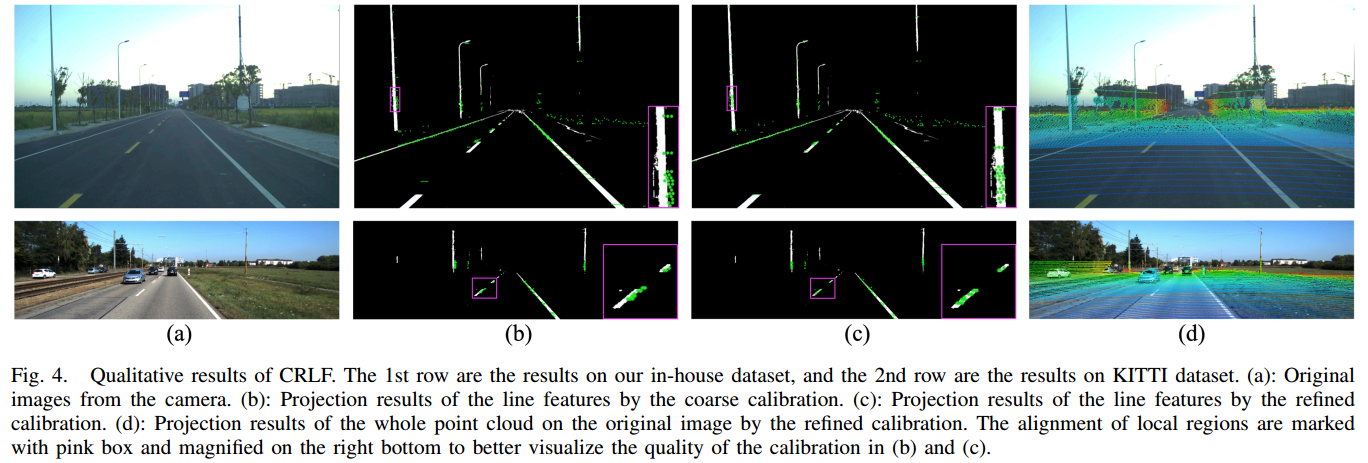 (a) (b) (c) (d)
Fig. 4. Qualitative results of CRLF. The 1st row are the results on our in-house dataset, and the 2nd row are the results on KITTI dataset. (a): Original
images from the camera. (b): Projection results of the line features by the coarse calibration. (c): Projection results of the line features by the refined
calibration. (d): Projection results of the whole point cloud on the original image by the refined calibration. The alignment of local regions are marked
with pink box and magnified on the right bottom to better visualize the quality of the calibration in (b) and (c).